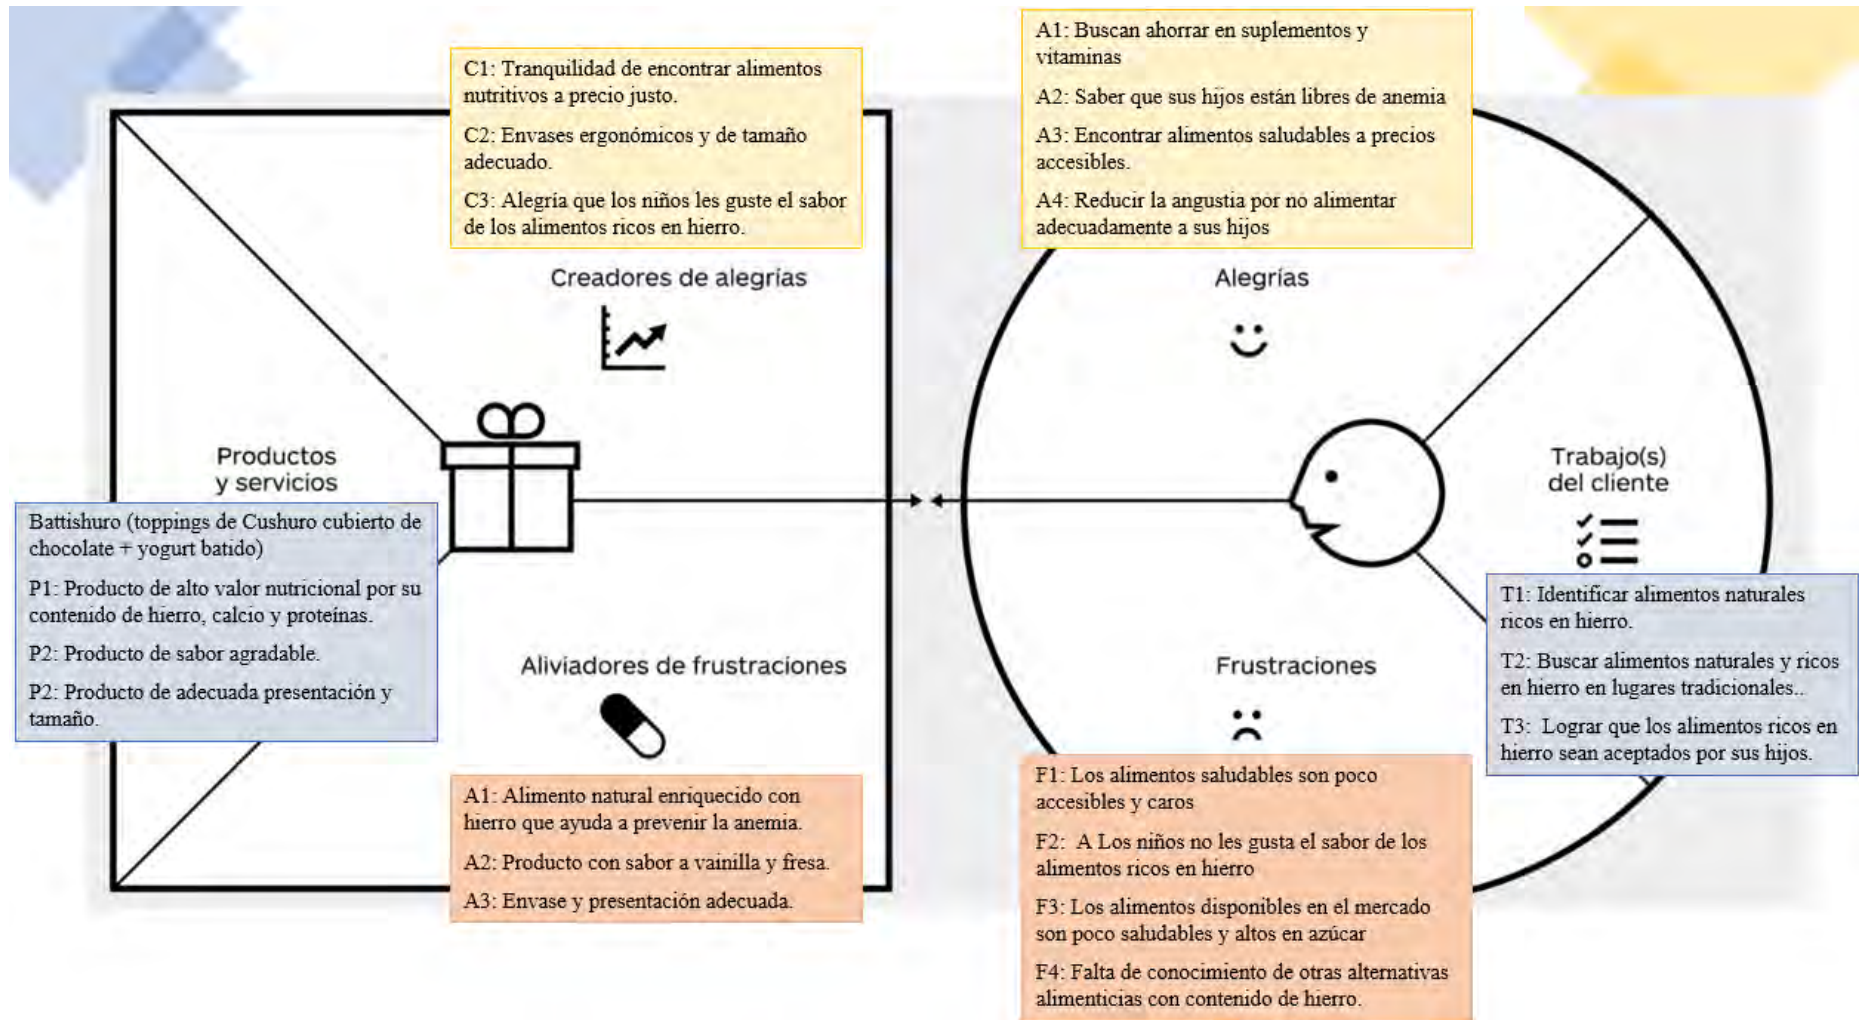 C1: Tranquilidad de encontrar alimentos
nutritivos a precio justo.
C2: Envases ergonómicos y de tamaño
adecuado.
C3: Alegría que los niños les guste el sabor
de los alimentos ricos en hierro.
Creadores de alegrías
Productos
y servicios
Battishuro (toppings de Cushuro cubierto de
chocolate + yogurt batido)
P1: Producto de alto valor nutricional por su
contenido de hierro, calcio y proteínas.
P2: Producto de sabor agradable.
P2: Producto de adecuada presentación y
tamaño.
Aliviadores de frustraciones
A1: Alimento natural enriquecido con
hierro que ayuda a prevenir la anemia.
A2: Producto con sabor a vainilla y fresa.
A3: Envase y presentación adecuada.
A1: Buscan ahorrar en suplementos y
vitaminas
A2: Saber que sus hijos están libres de anemia
A3: Encontrar alimentos saludables a precios
accesibles.
A4: Reducir la angustia por no alimentar
adecuadamente a sus hijos
Alegrías
Trabajo(s)
del cliente
T1: Identificar alimentos naturales
ricos en hierro.
T2: Buscar alimentos naturales y ricos
en hierro en lugares tradicionales..
T3: Lograr que los alimentos ricos en
hierro sean aceptados por sus hijos.
Frustraciones
F1: Los alimentos saludables son poco
accesibles y caros
F2: A Los niños no les gusta el sabor de los
alimentos ricos en hierro
F3: Los alimentos disponibles en el mercado
son poco saludables y altos en azúcar
F4: Falta de conocimiento de otras alternativas
alimenticias con contenido de hierro.